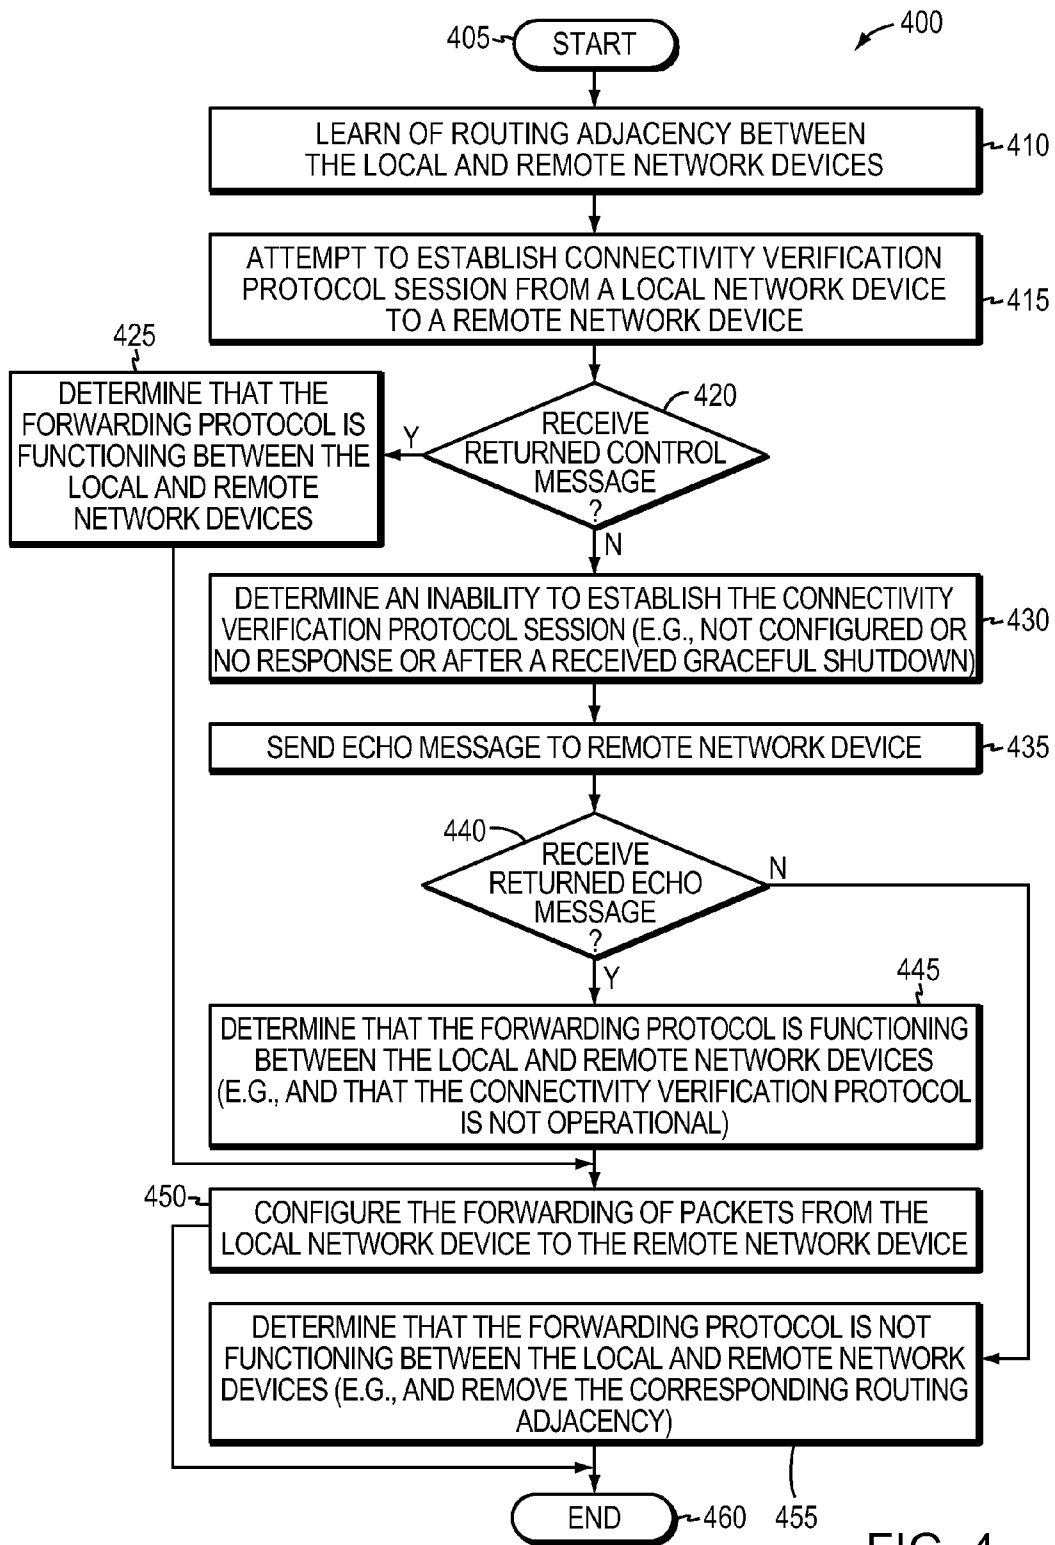 400
405
START
LEARN OF ROUTING ADJACENCY BETWEEN
THE LOCAL AND REMOTE NETWORK DEVICES
410
ATTEMPT TO ESTABLISH CONNECTIVITY VERIFICATION
PROTOCOL SESSION FROM A LOCAL NETWORK DEVICE
TO A REMOTE NETWORK DEVICE
415
425
DETERMINE THAT THE
FORWARDING PROTOCOL IS
FUNCTIONING BETWEEN THE
LOCAL AND REMOTE
NETWORK DEVICES
Y
420
RECEIVE
RETURNED CONTROL
MESSAGE
?
N
DETERMINE AN INABILITY TO ESTABLISH THE CONNECTIVITY
VERIFICATION PROTOCOL SESSION (E.G., NOT CONFIGURED OR
NO RESPONSE OR AFTER A RECEIVED GRACEFUL SHUTDOWN)
430
SEND ECHO MESSAGE TO REMOTE NETWORK DEVICE
435
440
RECEIVE
RETURNED ECHO
MESSAGE
?
N
Y
445
DETERMINE THAT THE FORWARDING PROTOCOL IS FUNCTIONING
BETWEEN THE LOCAL AND REMOTE NETWORK DEVICES
(E.G., AND THAT THE CONNECTIVITY VERIFICATION PROTOCOL
IS NOT OPERATIONAL)
450
CONFIGURE THE FORWARDING OF PACKETS FROM THE
LOCAL NETWORK DEVICE TO THE REMOTE NETWORK DEVICE
DETERMINE THAT THE FORWARDING PROTOCOL IS NOT
FUNCTIONING BETWEEN THE LOCAL AND REMOTE NETWORK
DEVICES (E.G., AND REMOVE THE CORRESPONDING ROUTING
ADJACENCY)
END
460
455
FIG. 4